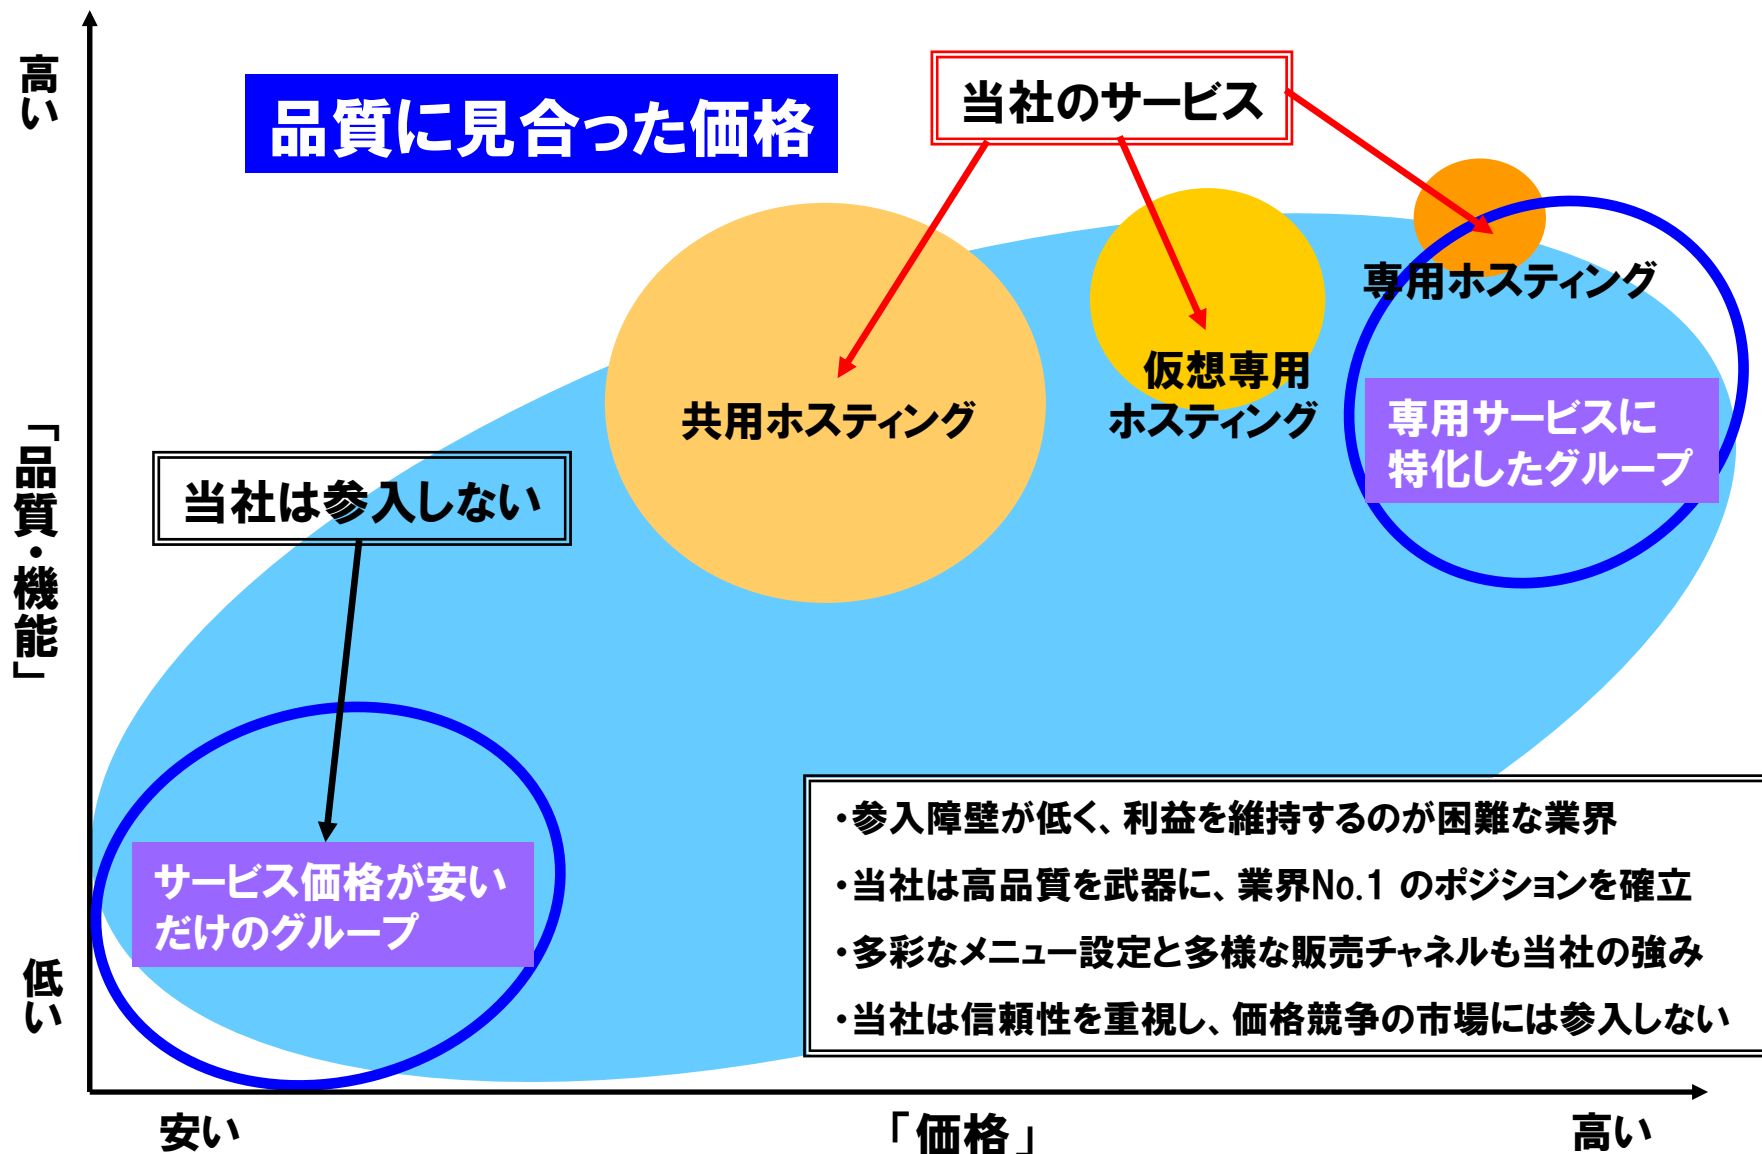 高い
品質に見合った価格
当社のサービス
専用ホスティング
仮想専用
ホスティング
共用ホスティング
専用サービスに
特化したグループ
「品質・機能」
当社は参入しない
サービス価格が安い
だけのグループ
・参入障壁が低く、利益を維持するのが困難な業界
・当社は高品質を武器に、業界No.1 のポジションを確立
・多彩なメニュー設定と多様な販売チャネルも当社の強み
・当社は信頼性を重視し、価格競争の市場には参入しない
低い
安い
「価格」
高い